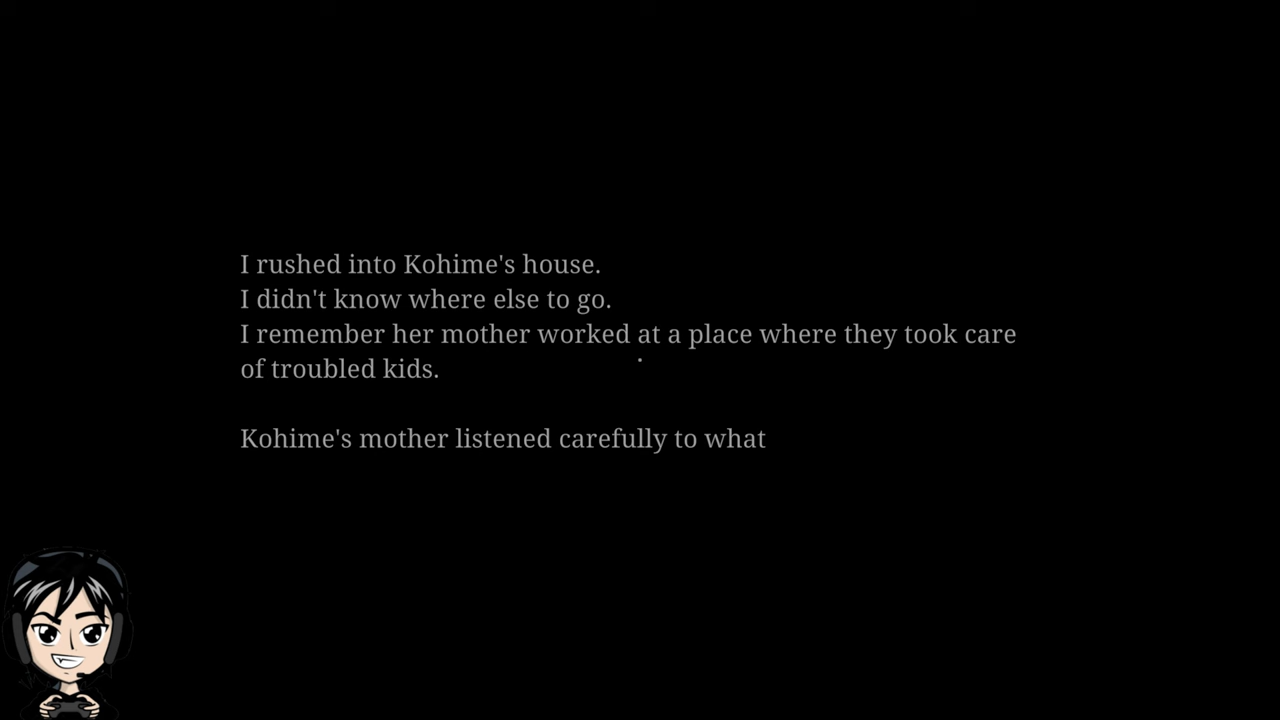 I rushed into Kohime's house.
I didn't know where else to go.
I remember her mother worked at a place where they took care
of troubled kids.
Kohime's mother listened carefully to what